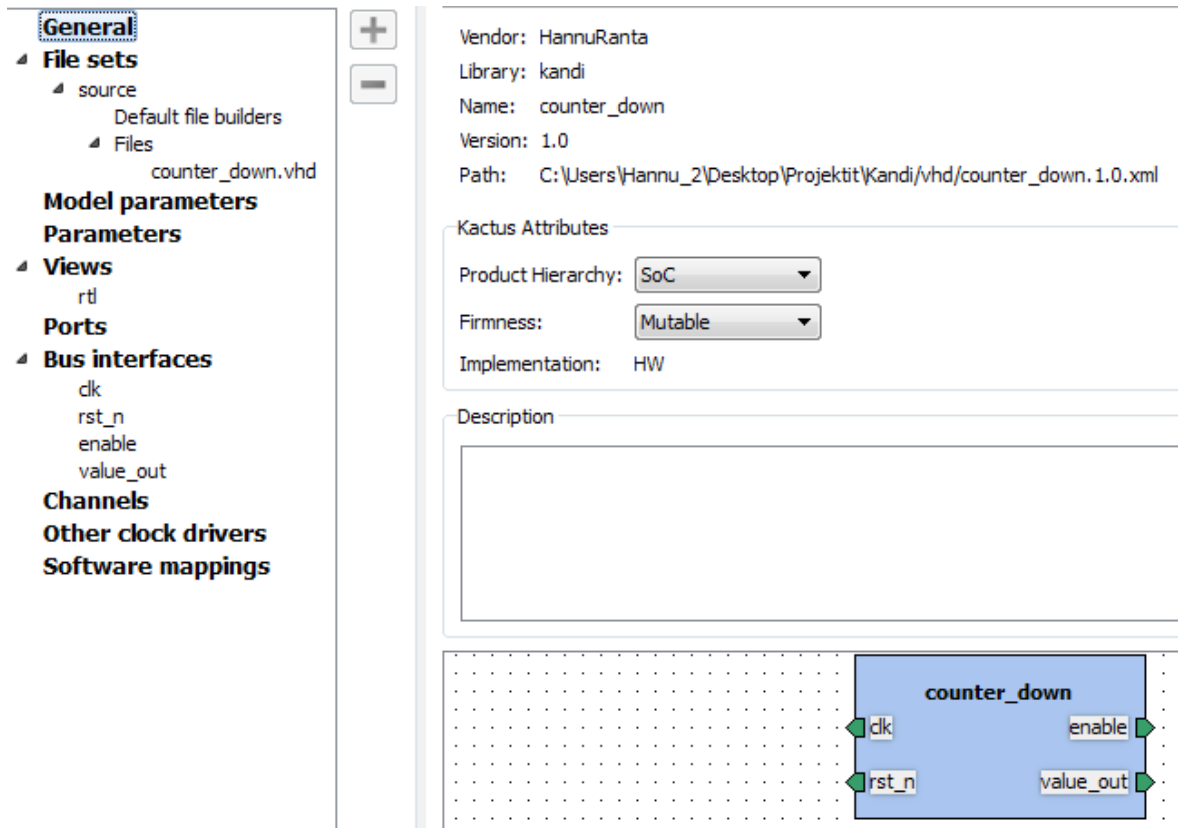 General
File sets
source
Default file builders
Files
counter_down.vhd
Model parameters
Parameters
Views
rtl
Ports
Bus interfaces
clk
rst_n
enable
value_out
Channels
Other clock drivers
Software mappings
Vendor: HannuRanta
Library: kandi
Name: counter_down
Version: 1.0
Path: C:\Users\Hannu_2\Desktop\Projektit\Kandi/vhd/counter_down.1.0.xml
Kactus Attributes
Product Hierarchy: SoC
Firmness: Mutable
Implementation: HW
Description
counter_down
clk enable
rst_n value_out